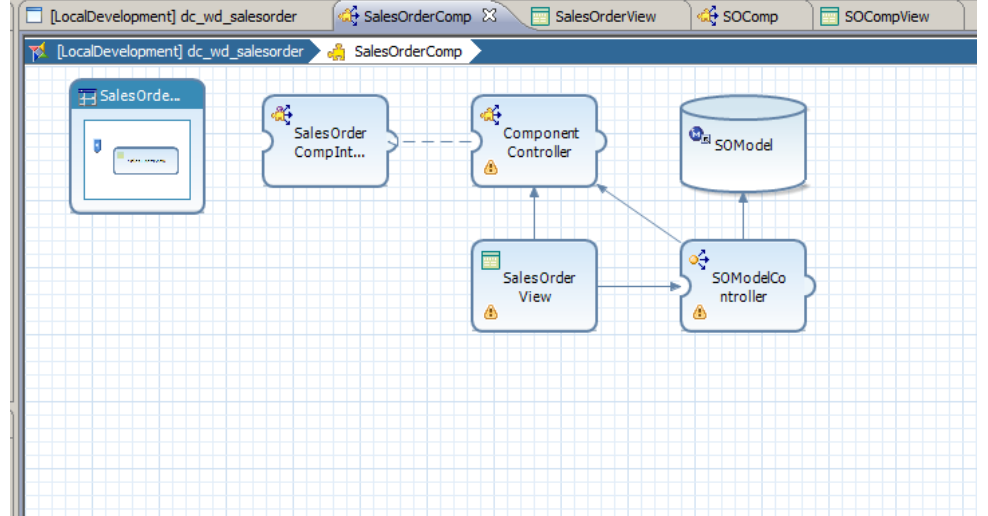 [LocalDevelopment] dc_wd_salesorder
SalesOrderComp
SalesOrderView
SOComp
SOCompView
[LocalDevelopment] dc_wd_salesorder
SalesOrderComp
SalesOrde...
SalesOrder
CompInt...
Component
Controller
SOModel
SalesOrder
View
SOModelCo
ntroller